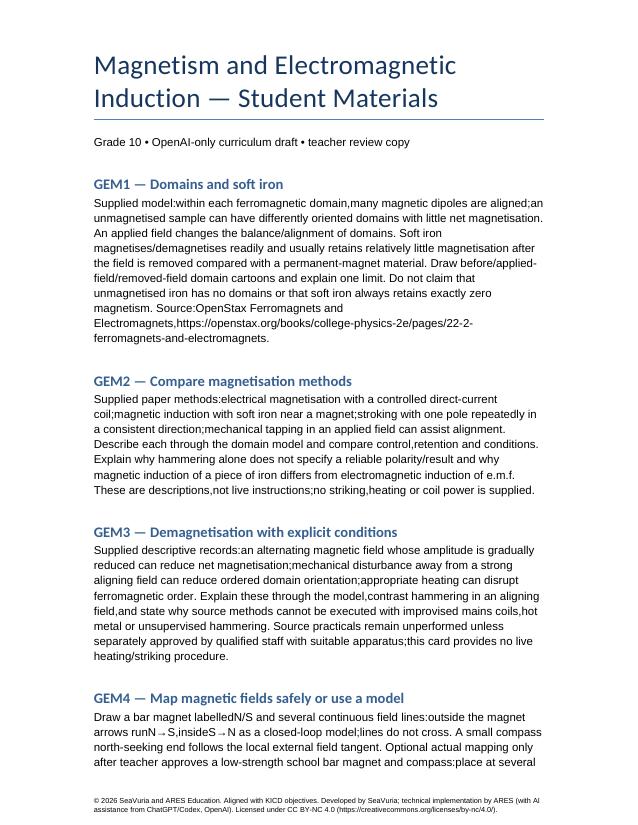 Magnetism and Electromagnetic
Induction — Student Materials
Grade 10 • OpenAI-only curriculum draft • teacher review copy
GEM1 — Domains and soft iron
Supplied model:within each ferromagnetic domain,many magnetic dipoles are aligned;an
unmagnetised sample can have differently oriented domains with little net magnetisation.
An applied field changes the balance/alignment of domains. Soft iron
magnetises/demagnetises readily and usually retains relatively little magnetisation after
the field is removed compared with a permanent-magnet material. Draw before/applied-
field/removed-field domain cartoons and explain one limit. Do not claim that
unmagnetised iron has no domains or that soft iron always retains exactly zero
magnetism. Source:OpenStax Ferromagnets and
Electromagnets,https://openstax.org/books/college-physics-2e/pages/22-2-
ferromagnets-and-electromagnets.
GEM2 — Compare magnetisation methods
Supplied paper methods:electrical magnetisation with a controlled direct-current
coil;magnetic induction with soft iron near a magnet;stroking with one pole repeatedly in
a consistent direction;mechanical tapping in an applied field can assist alignment.
Describe each through the domain model and compare control,retention and conditions.
Explain why hammering alone does not specify a reliable polarity/result and why
magnetic induction of a piece of iron differs from electromagnetic induction of e.m.f.
These are descriptions,not live instructions;no striking,heating or coil power is supplied.
GEM3 — Demagnetisation with explicit conditions
Supplied descriptive records:an alternating magnetic field whose amplitude is gradually
reduced can reduce net magnetisation;mechanical disturbance away from a strong
aligning field can reduce ordered domain orientation;appropriate heating can disrupt
ferromagnetic order. Explain these through the model,contrast hammering in an aligning
field,and state why source methods cannot be executed with improvised mains coils,hot
metal or unsupervised hammering. Source practicals remain unperformed unless
separately approved by qualified staff with suitable apparatus;this card provides no live
heating/striking procedure.
GEM4 — Map magnetic fields safely or use a model
Draw a bar magnet labelledN/S and several continuous field lines:outside the magnet
arrows runN→S,insideS→N as a closed-loop model;lines do not cross. A small compass
north-seeking end follows the local external field tangent. Optional actual mapping only
after teacher approves a low-strength school bar magnet and compass:place at several
© 2026 SeaVuria and ARES Education. Aligned with KICD objectives. Developed by SeaVuria; technical implementation by ARES (with AI
assistance from ChatGPT/Codex, OpenAI). Licensed under CC BY-NC 4.0 (https://creativecommons.org/licenses/by-nc/4.0/).